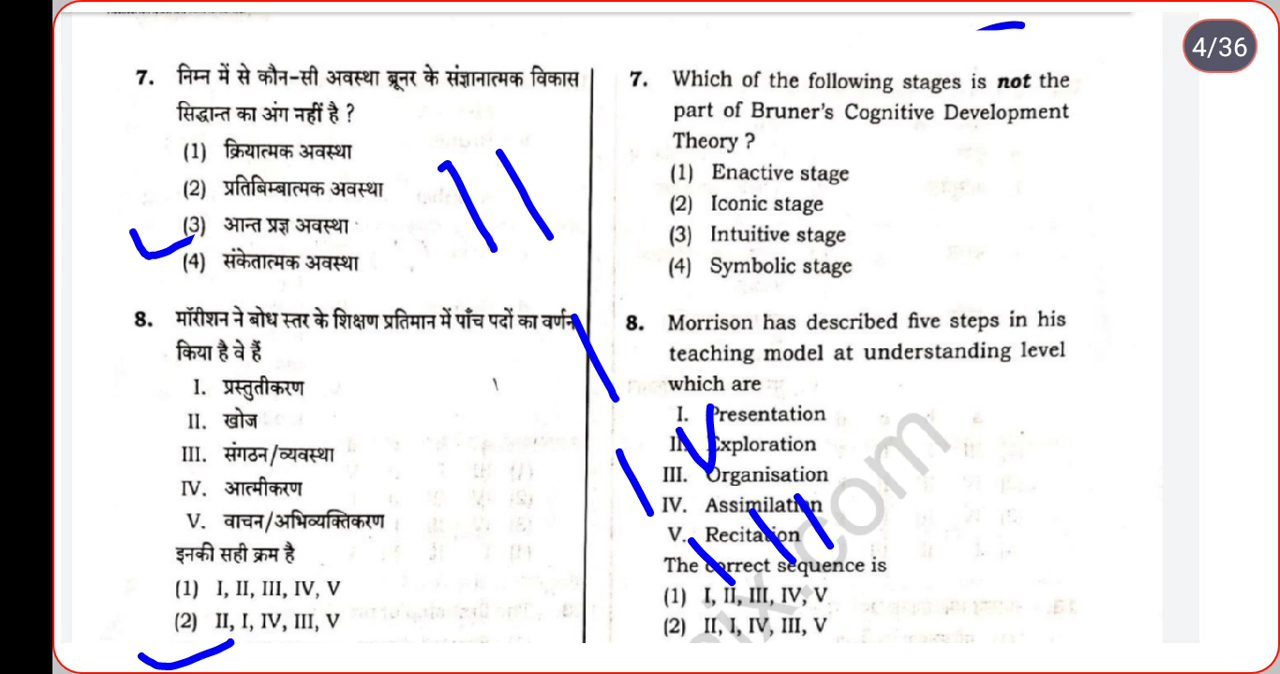 4/36
7. निम्न में से कौन-सी अवस्था ब्रूनर के संज्ञानात्मक विकास
सिद्धान्त का अंग नहीं है ?
(1) क्रियात्मक अवस्था
(2) प्रतिबिम्बात्मक अवस्था
(3) आन्त प्रज्ञ अवस्था
(4) संकेतात्मक अवस्था
8. मॉरीशन ने बोध स्तर के शिक्षण प्रतिमान में पाँच पदों का वर्णन
किया है वे हैं
I. प्रस्तुतीकरण
II. खोज
III. संगठन/व्यवस्था
IV. आत्मीकरण
V. वाचन/अभिव्यक्तिकरण
इनकी सही क्रम है
(1) I, II, III, IV, V
(2) II, I, IV, III, V
7. Which of the following stages is not the
part of Bruner's Cognitive Development
Theory ?
(1) Enactive stage
(2) Iconic stage
(3) Intuitive stage
(4) Symbolic stage
8. Morrison has described five steps in his
teaching model at understanding level
which are
I. Presentation
II. Exploration
III. Organisation
IV. Assimilation
V. Recitation
The correct sequence is
(1) I, II, III, IV, V
(2) II, I, IV, III, V